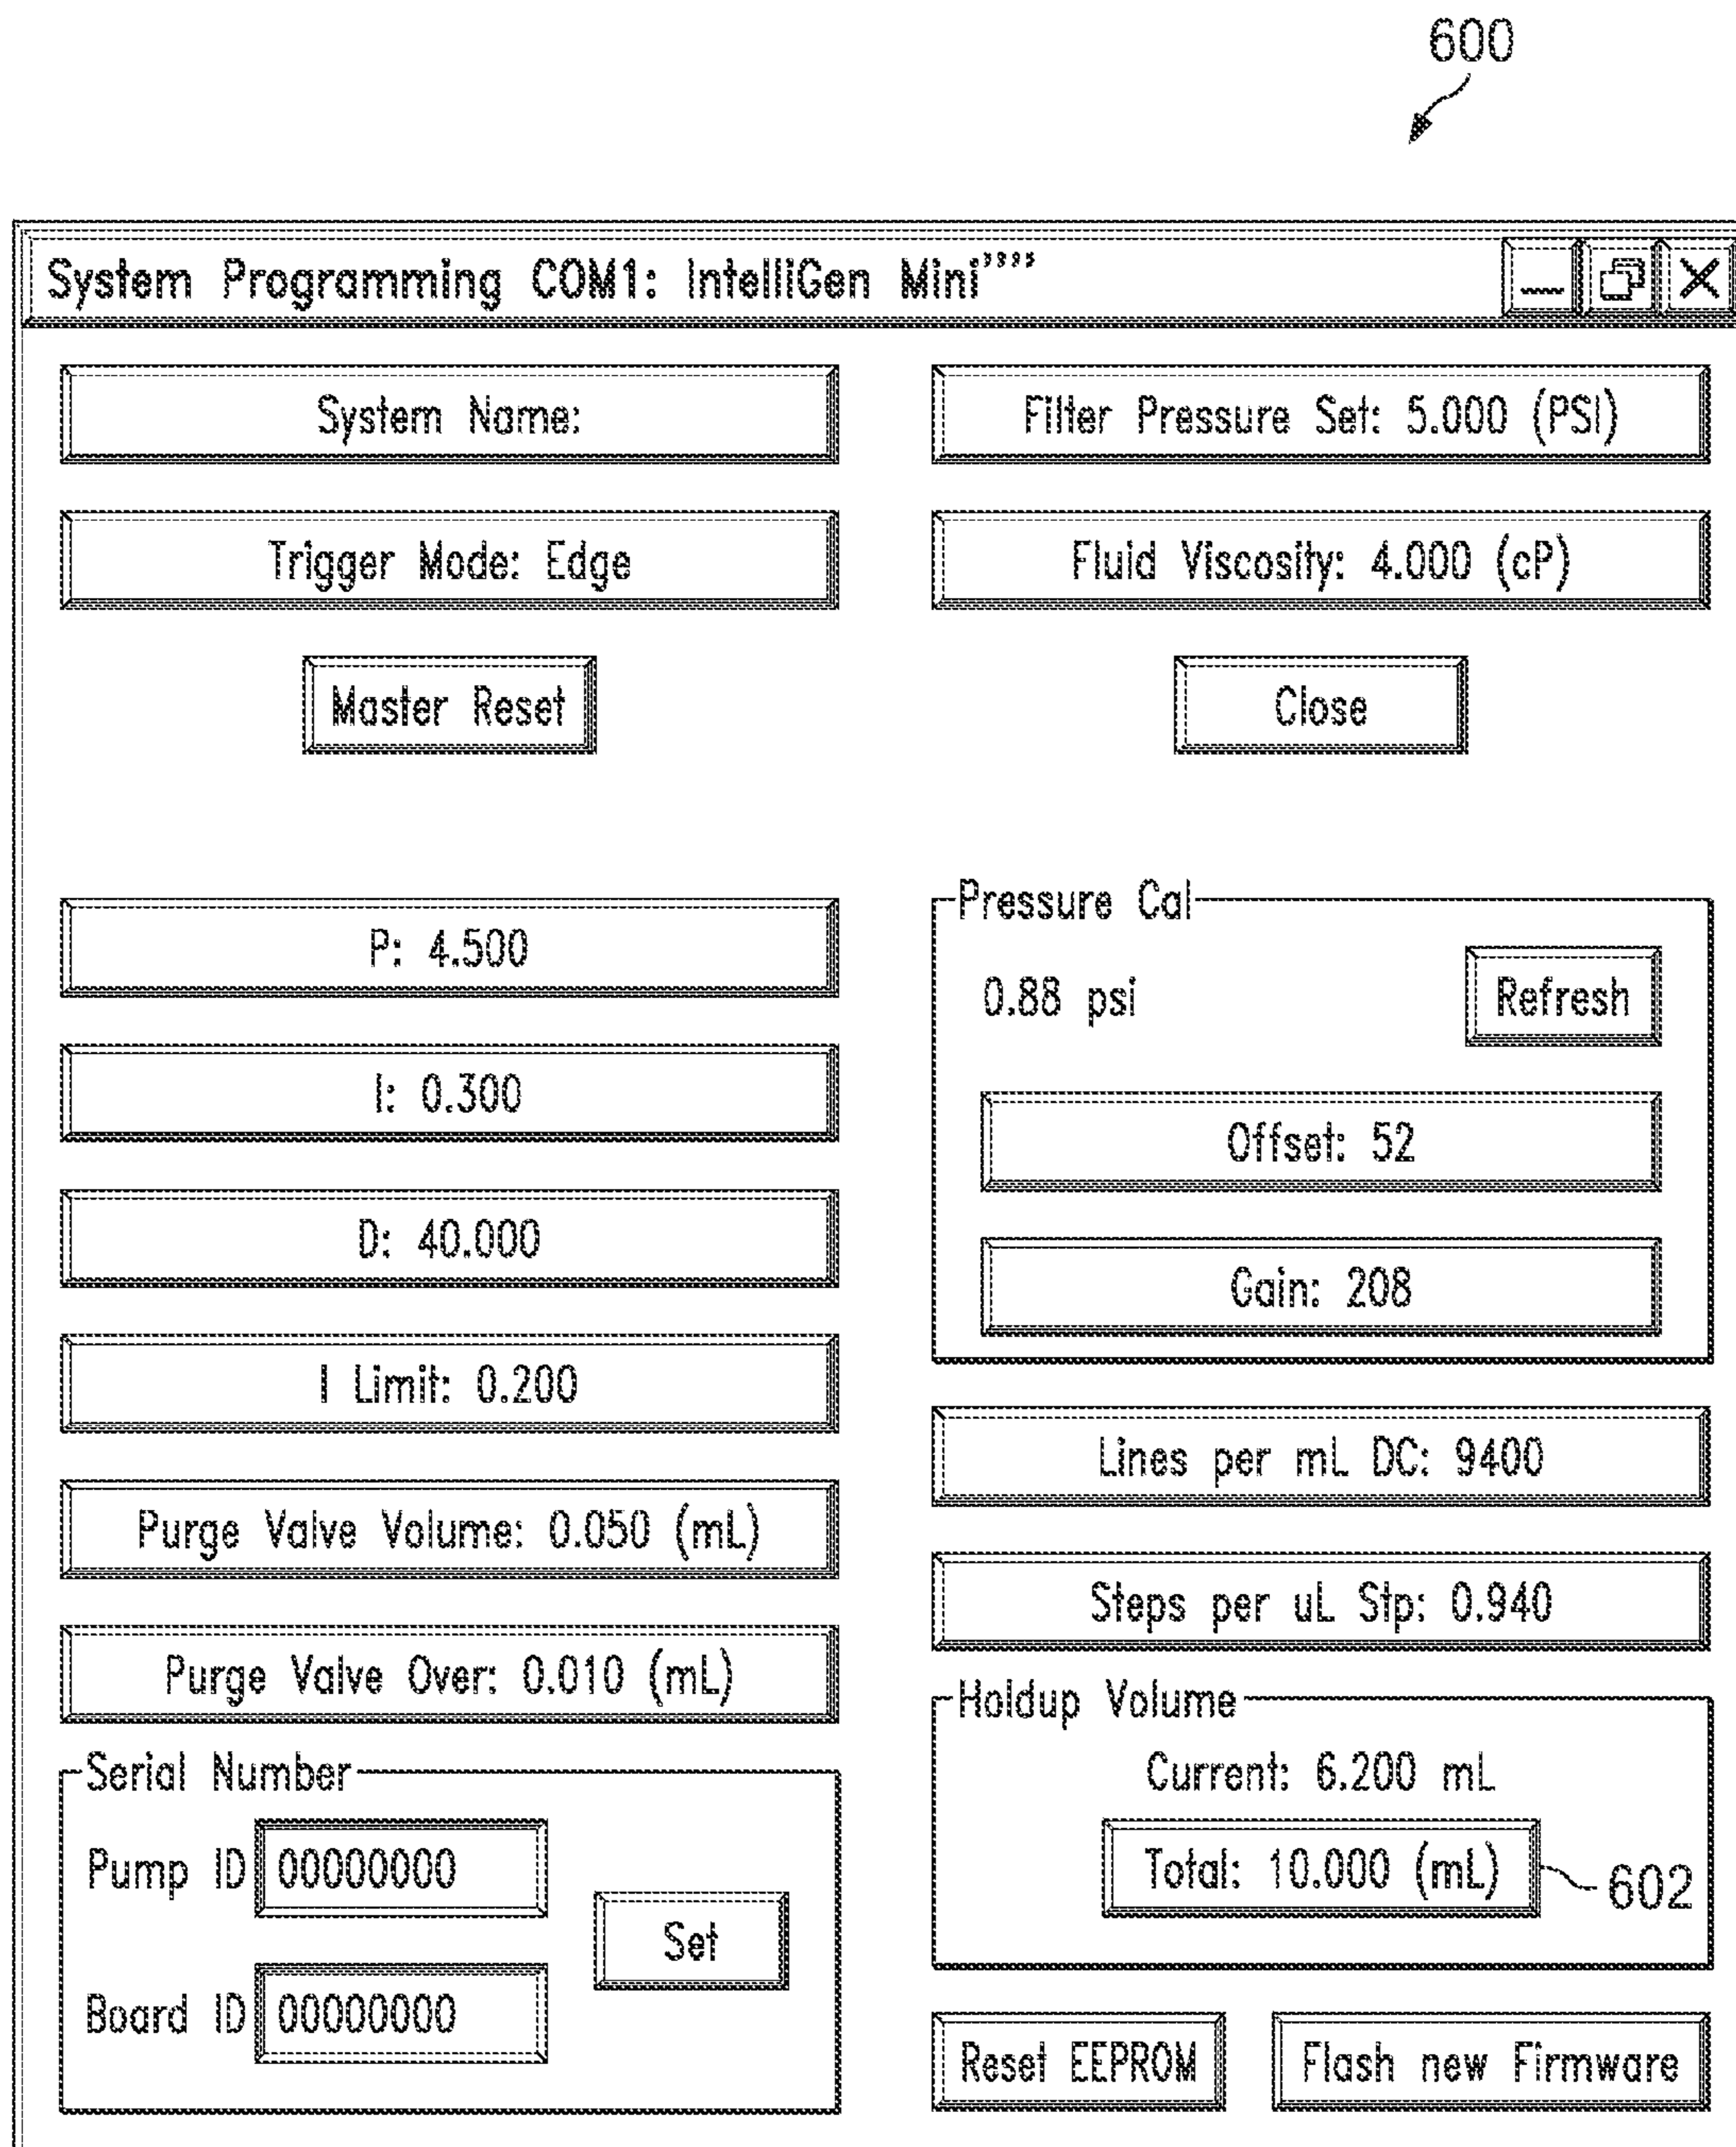 600
System Programming COM1: IntelliGen Mini””
System Name:
Filter Pressure Set: 5.000 (PSI)
Trigger Mode: Edge
Fluid Viscosity: 4.000 (cP)
Master Reset
Close
P: 4.500
I: 0.300
D: 40.000
I Limit: 0.200
Purge Valve Volume: 0.050 (mL)
Purge Valve Over: 0.010 (mL)
Serial Number
Pump ID 00000000
Set
Board ID 00000000
Pressure Cal
0.88 psi
Refresh
Offset: 52
Gain: 208
Lines per mL DC: 9400
Steps per uL Stp: 0.940
Holdup Volume
Current: 6.200 mL
Total: 10.000 (mL)
602
Reset EEPROM
Flash new Firmware